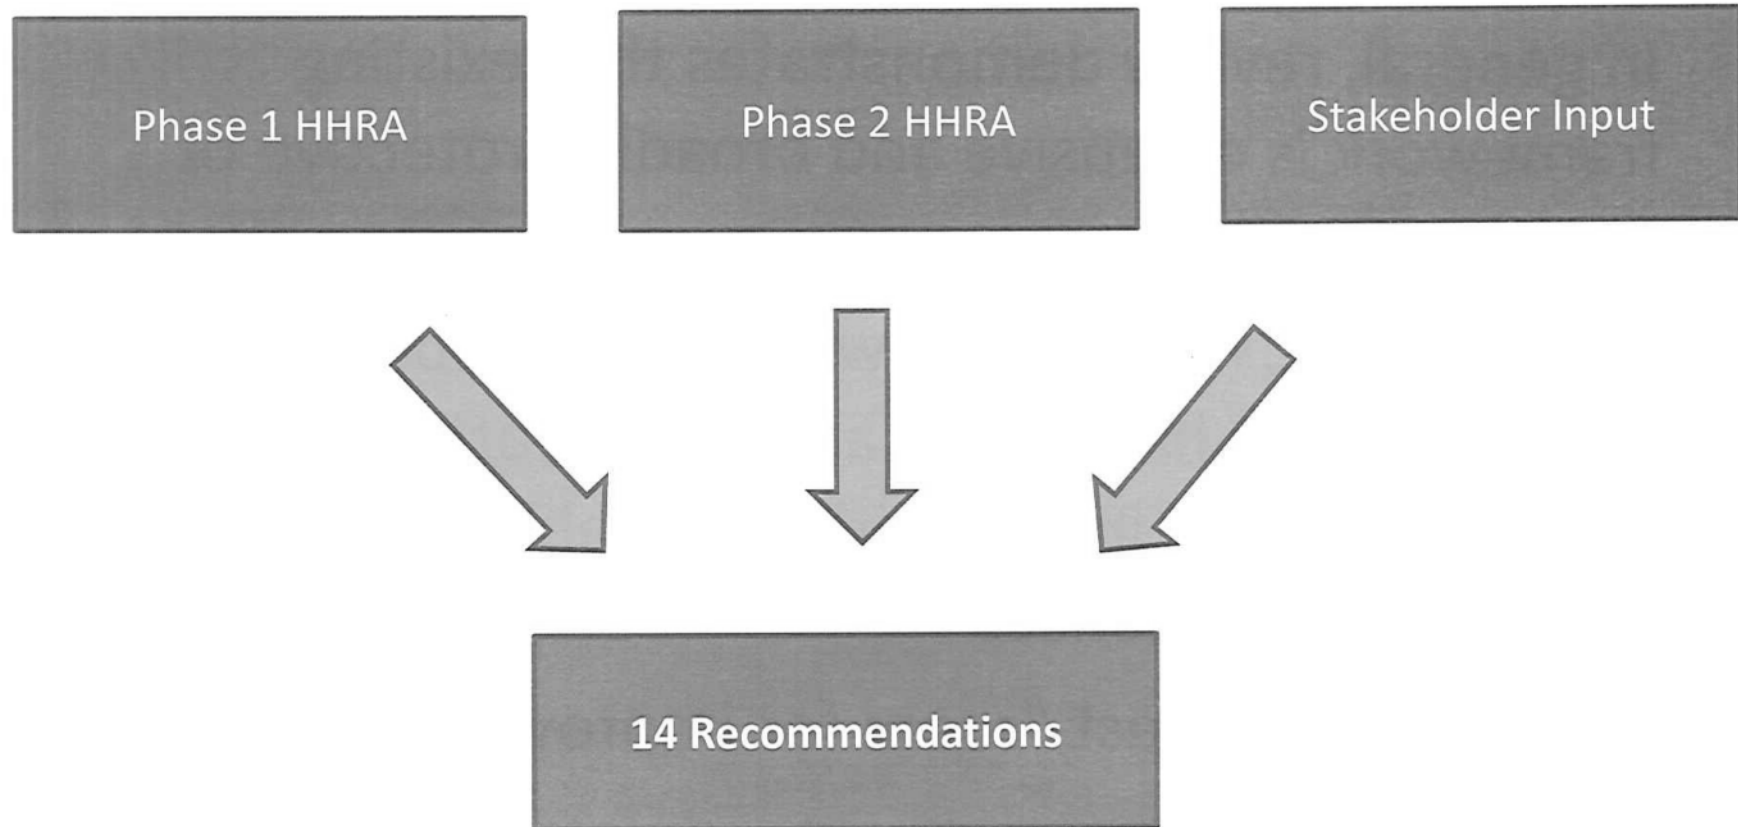 Phase 1 HHRA
Phase 2 HHRA
Stakeholder Input
14 Recommendations